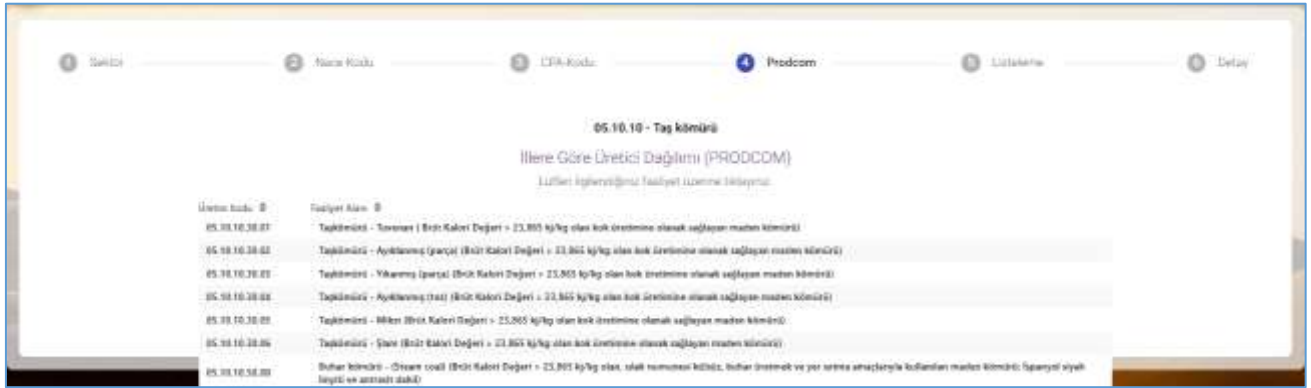 1 Sektör 2 Nace Kodu 3 CPA-Kodu 4 Prodcom 5 Listeleme 6 Detay
05.10.10 - Taş kömürü
İllere Göre Üretici Dağılımı (PRODCOM)
Lütfen ilgilendiğiniz faaliyet üzerine tıklayınız.
Üretim Kodu Faaliyet Alanı
05.10.10.30.01 Taşkömürü - Tuvenan ( Brüt Kalori Değeri > 23,865 kj/kg olan kok üretimine olanak sağlayan maden kömürü)
05.10.10.30.02 Taşkömürü - Ayıklanmış (parça) (Brüt Kalori Değeri > 23,865 kj/kg olan kok üretimine olanak sağlayan maden kömürü)
05.10.10.30.03 Taşkömürü - Yıkanmış (parça) (Brüt Kalori Değeri > 23,865 kj/kg olan kok üretimine olanak sağlayan maden kömürü)
05.10.10.30.04 Taşkömürü - Ayıklanmış (toz) (Brüt Kalori Değeri > 23,865 kj/kg olan kok üretimine olanak sağlayan maden kömürü)
05.10.10.30.05 Taşkömürü - Mikst (Brüt Kalori Değeri > 23,865 kj/kg olan kok üretimine olanak sağlayan maden kömürü)
05.10.10.30.06 Taşkömürü - Şlam (Brüt Kalori Değeri > 23,865 kj/kg olan kok üretimine olanak sağlayan maden kömürü)
05.10.10.50.00 Buhar kömürü - (Steam coal) (Brüt Kalori Değeri > 23,865 kj/kg olan, ıslak numunesi külsüz, buhar üretmek ve yer ısıtma amaçlarıyla kullanılan maden kömürü; İspanyol siyah
linyiti ve antrasit dahil)